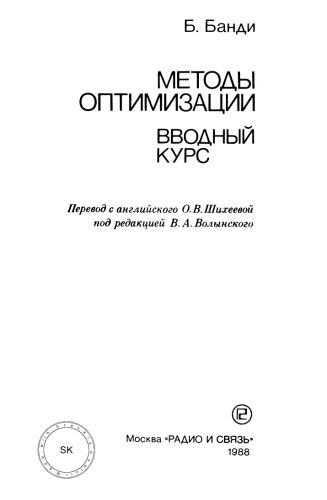 Б. Банди
МЕТОДЫ
ОПТИМИЗАЦИИ
ВВОДНЫЙ
КУРС
Перевод с английского О. В. Шихеевой
под редакцией В. А. Волынского
Москва «РАДИО И СВЯЗЬ»
1988
SK